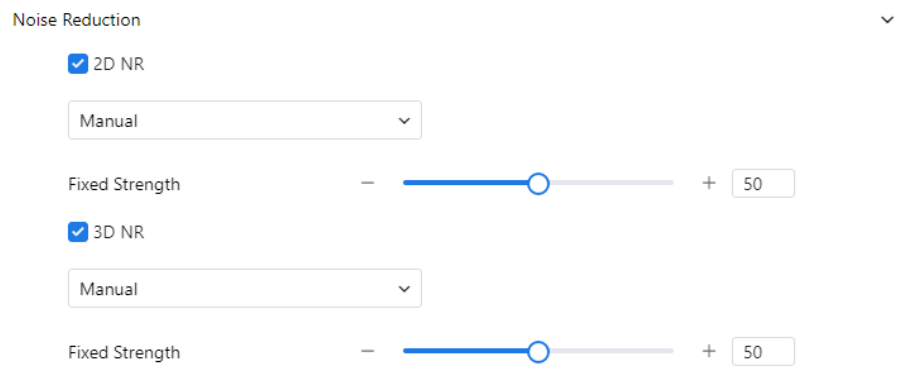 Noise Reduction
2D NR
Manual
Fixed Strength − + 50
3D NR
Manual
Fixed Strength − + 50